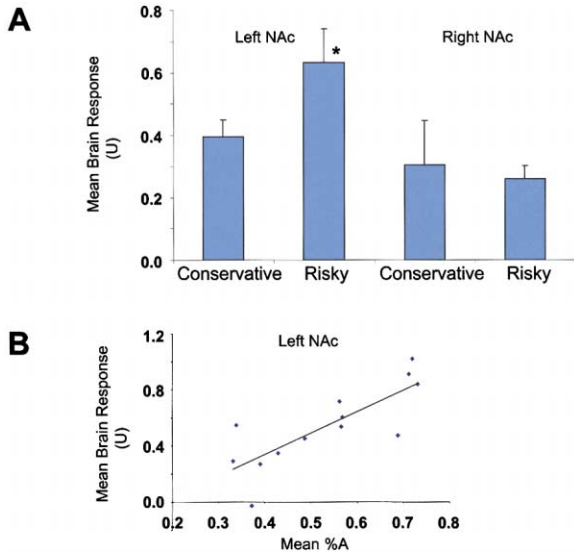 A
Mean Brain Response
(U)
0.8
0.6
0.4
0.2
0.0
Left NAc
Right NAc
*
Conservative Risky Conservative Risky
B
Mean Brain Response
(U)
Left NAc
1.2
0.8
0.4
0.0
0.2 0.3 0.4 0.5 0.6 0.7 0.8
Mean %A